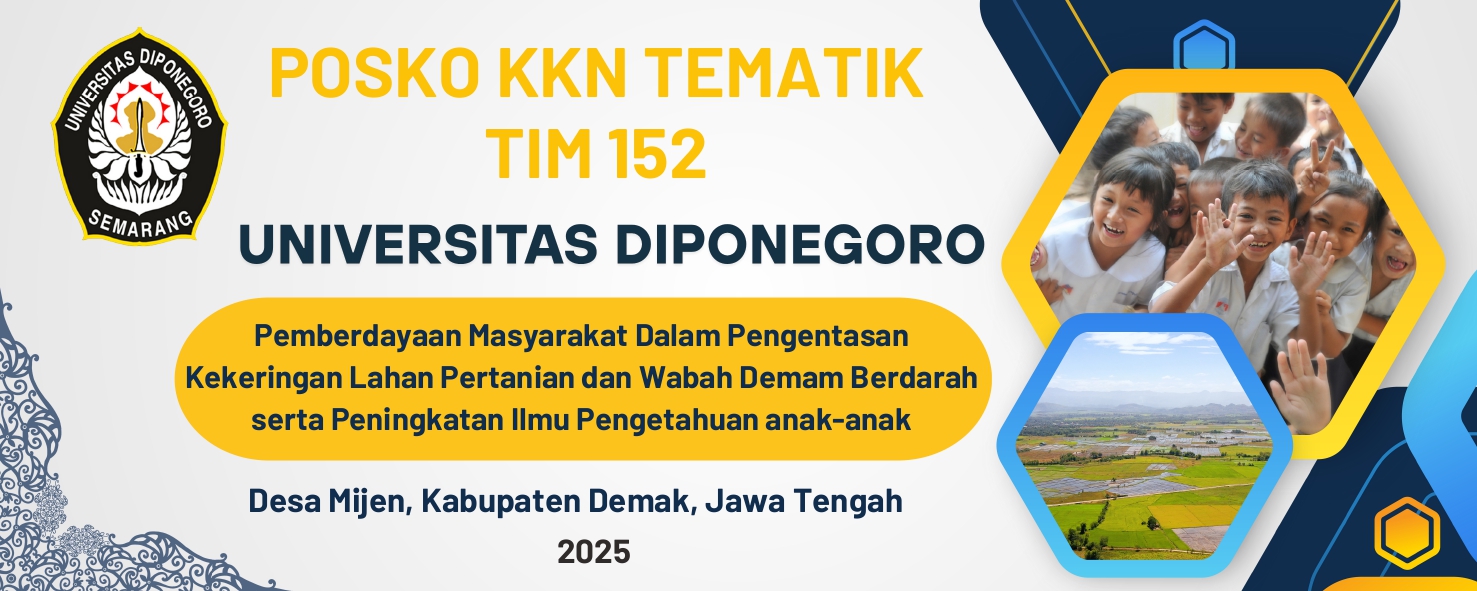 UNIVERSITAS DIPONEGORO
SEMARANG
POSKO KKN TEMATIK
TIM 152
UNIVERSITAS DIPONEGORO
Pemberdayaan Masyarakat Dalam Pengentasan
Kekeringan Lahan Pertanian dan Wabah Demam Berdarah
serta Peningkatan Ilmu Pengetahuan anak-anak
Desa Mijen, Kabupaten Demak, Jawa Tengah
2025